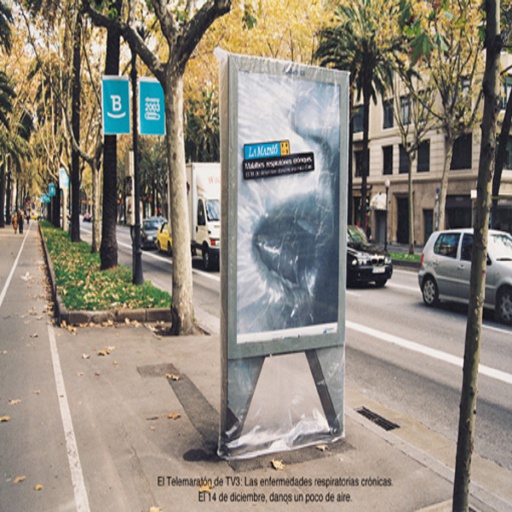 B
2003
LA MARATÓ
Malalties respiratòries cròniques.
El Telemaratón de TV3: Las enfermedades respiratorias crónicas.
El 14 de diciembre, danos un poco de aire.